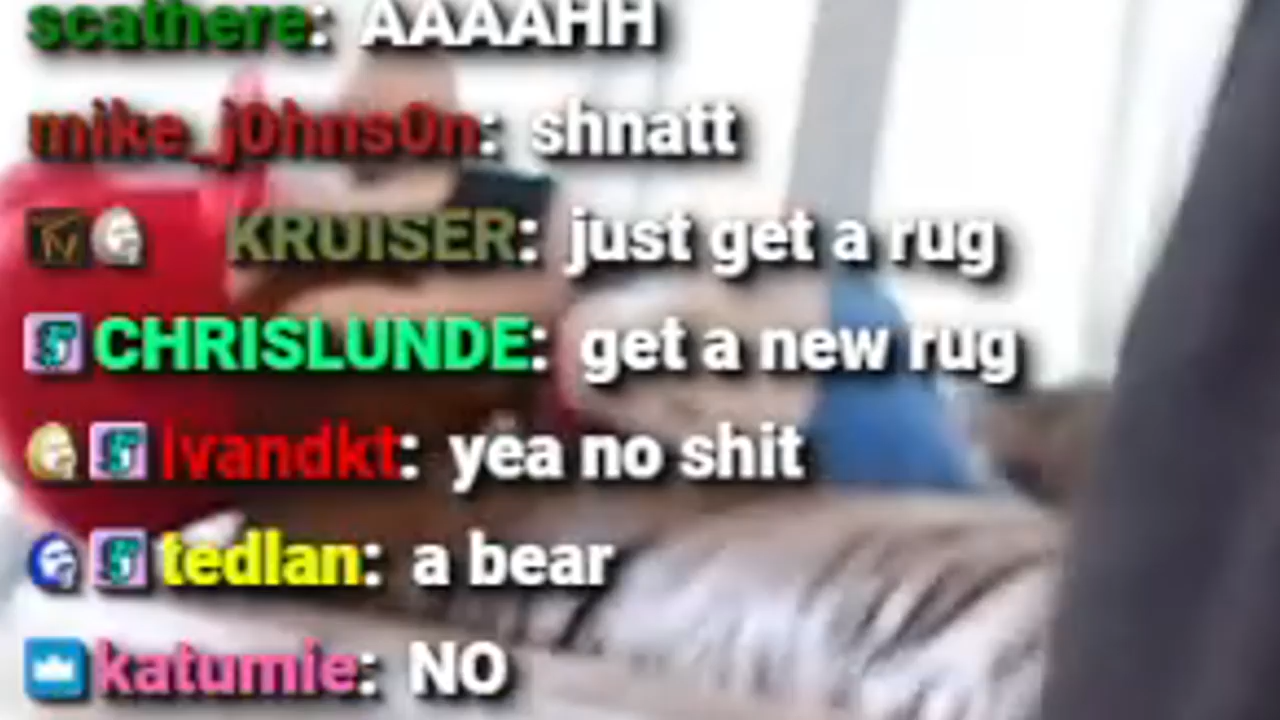 scathere: AAAAHH
mike_j0hns0n: shnatt
KRUISER: just get a rug
CHRISLUNDE: get a new rug
lvandkt: yea no shit
tedlan: a bear
katumie: NO